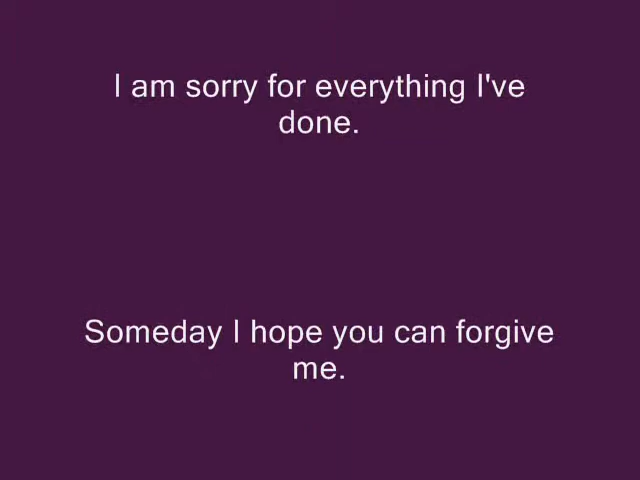 I am sorry for everything I've
done.
Someday I hope you can forgive
me.